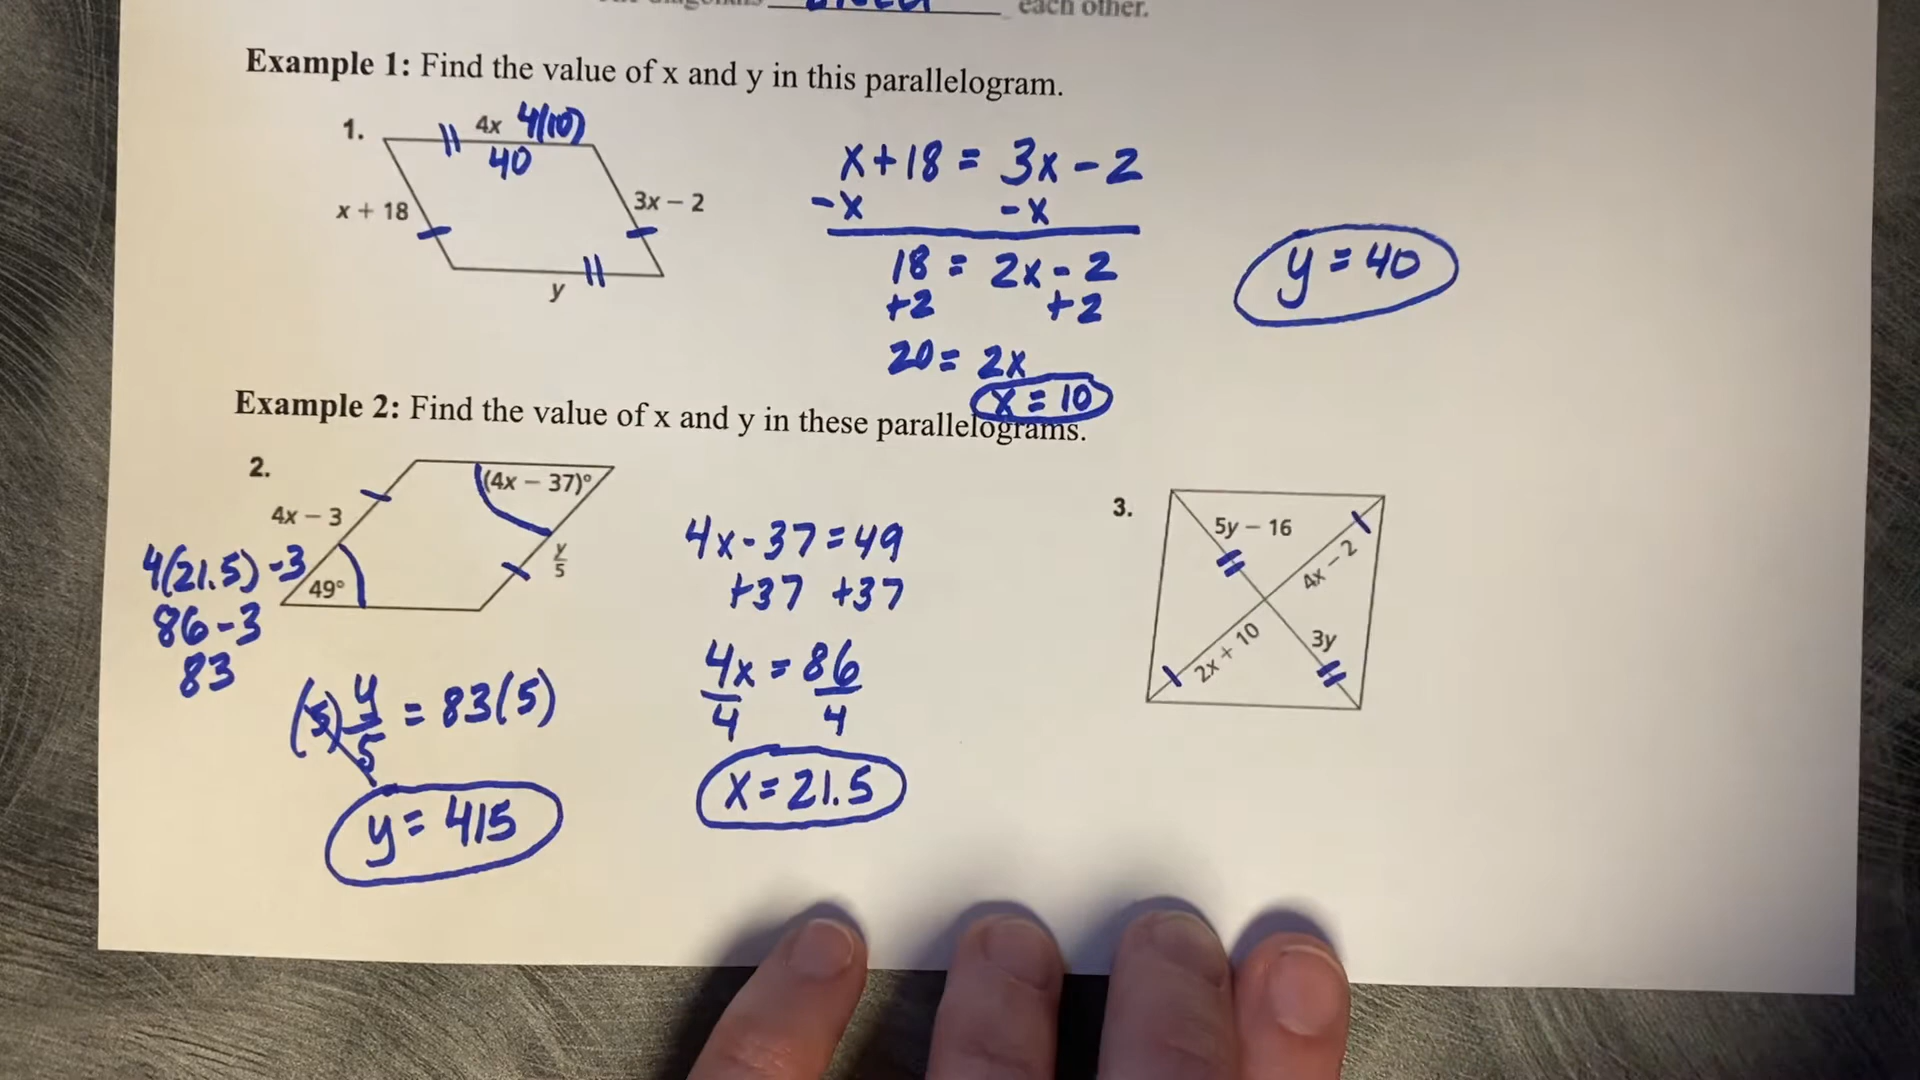 each other.
Example 1: Find the value of x and y in this parallelogram.
1.
4x 4(10)
40
x + 18
3x – 2
y
x+18 = 3x-2
-x -x
18 = 2x-2
+2 +2
20 = 2x
x = 10
y = 40
Example 2: Find the value of x and y in these parallelograms.
2.
(4x – 37)°
4x – 3
4(21.5) -3
86-3
83
49°
y/5
(5) y/5 = 83(5)
y = 415
4x-37=49
+37 +37
4x = 86
4 4
x = 21.5
3.
5y – 16
4x – 2
2x + 10
3y